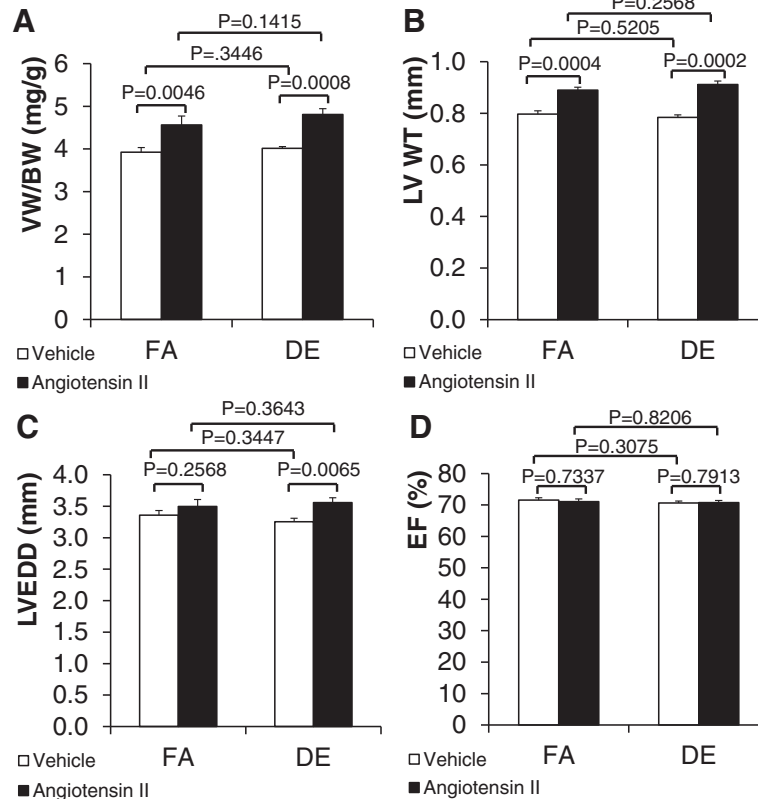 A
P=0.1415
P=.3446
P=0.0046
P=0.0008
VW/BW (mg/g)
6
5
4
3
2
1
0
FA
DE
Vehicle
Angiotensin II
B
P=0.2568
P=0.5205
P=0.0004
P=0.0002
LV WT (mm)
1.0
0.8
0.6
0.4
0.2
0.0
FA
DE
Vehicle
Angiotensin II
C
P=0.3643
P=0.3447
P=0.2568
P=0.0065
LVEDD (mm)
4.0
3.5
3.0
2.5
2.0
1.5
1.0
0.5
0.0
FA
DE
Vehicle
Angiotensin II
D
P=0.8206
P=0.3075
P=0.7337
P=0.7913
EF (%)
80
70
60
50
40
30
20
10
0
FA
DE
Vehicle
Angiotensin II